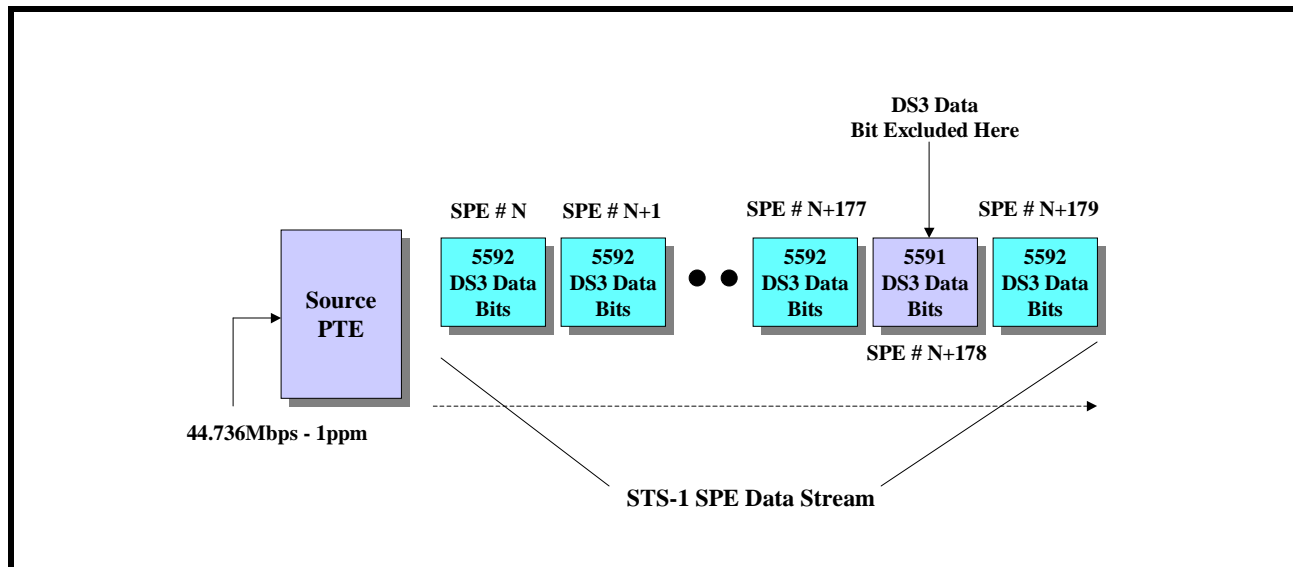 DS3 Data
Bit Excluded Here
SPE # N
SPE # N+1
SPE # N+177
SPE # N+179
Source
PTE
5592
DS3 Data
Bits
5592
DS3 Data
Bits
5592
DS3 Data
Bits
5591
DS3 Data
Bits
5592
DS3 Data
Bits
SPE # N+178
44.736Mbps - 1ppm
STS-1 SPE Data Stream